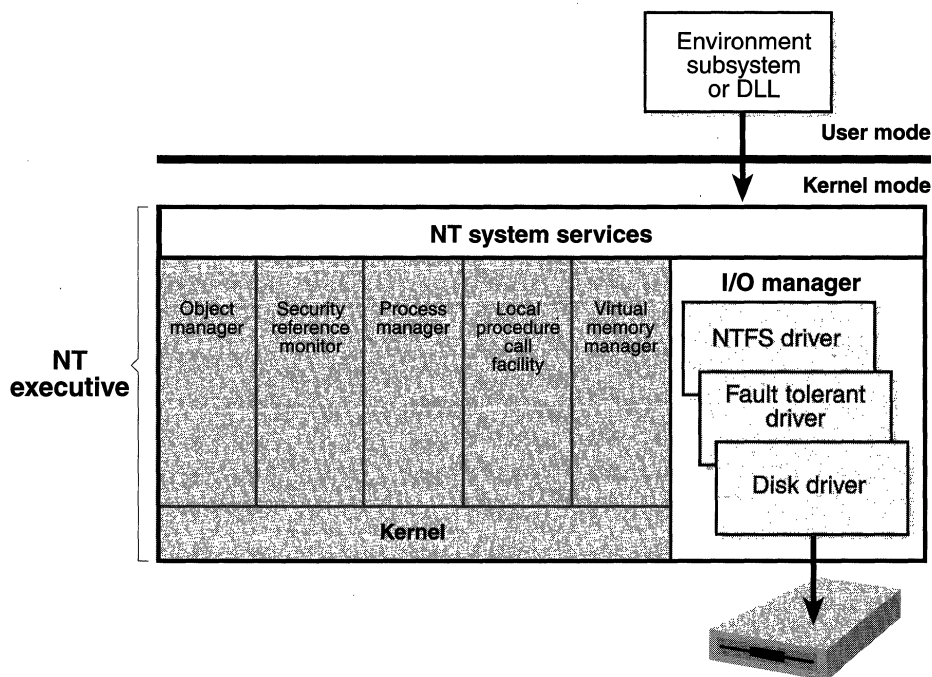 Environment
subsystem
or DLL
User mode
Kernel mode
NT system services
NT
executive
Object
manager
Security
reference
monitor
Process
manager
Local
procedure
call
facility
Virtual
memory
manager
I/O manager
NTFS driver
Fault tolerant
driver
Disk driver
Kernel